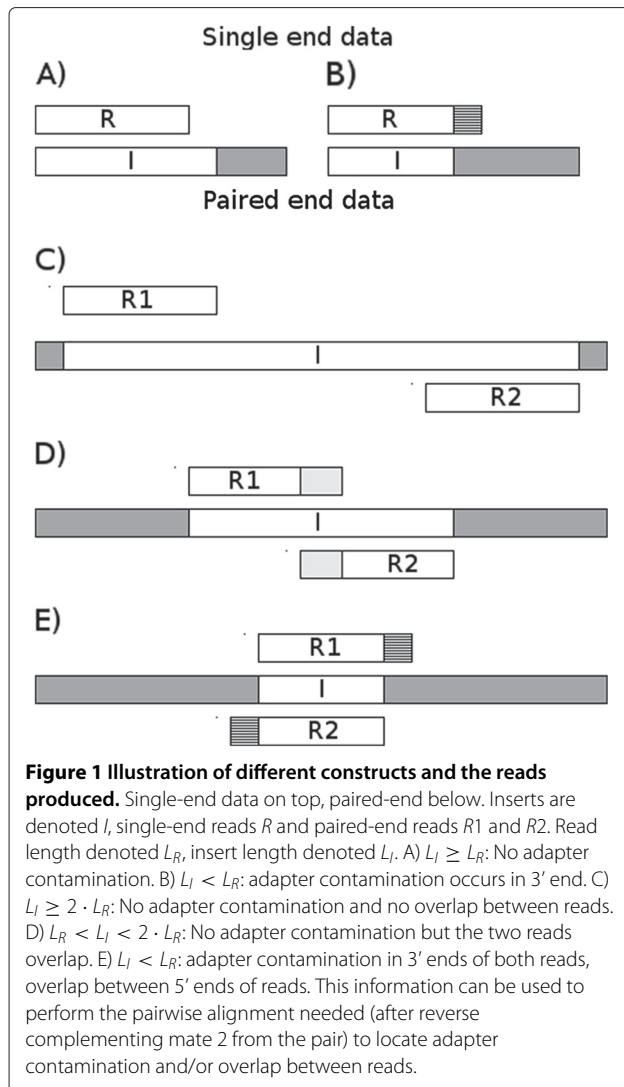 Single end data
A) B)
R R
I I
Paired end data
C)
R1
I
R2
D)
R1
I
R2
E)
R1
I
R2
Figure 1 Illustration of different constructs and the reads
produced. Single-end data on top, paired-end below. Inserts are
denoted I, single-end reads R and paired-end reads R1 and R2. Read
length denoted L_R, insert length denoted L_I. A) L_I ≥ L_R: No adapter
contamination. B) L_I < L_R: adapter contamination occurs in 3’ end. C)
L_I ≥ 2 · L_R: No adapter contamination and no overlap between reads.
D) L_R < L_I < 2 · L_R: No adapter contamination but the two reads
overlap. E) L_I < L_R: adapter contamination in 3’ ends of both reads,
overlap between 5’ ends of reads. This information can be used to
perform the pairwise alignment needed (after reverse
complementing mate 2 from the pair) to locate adapter
contamination and/or overlap between reads.